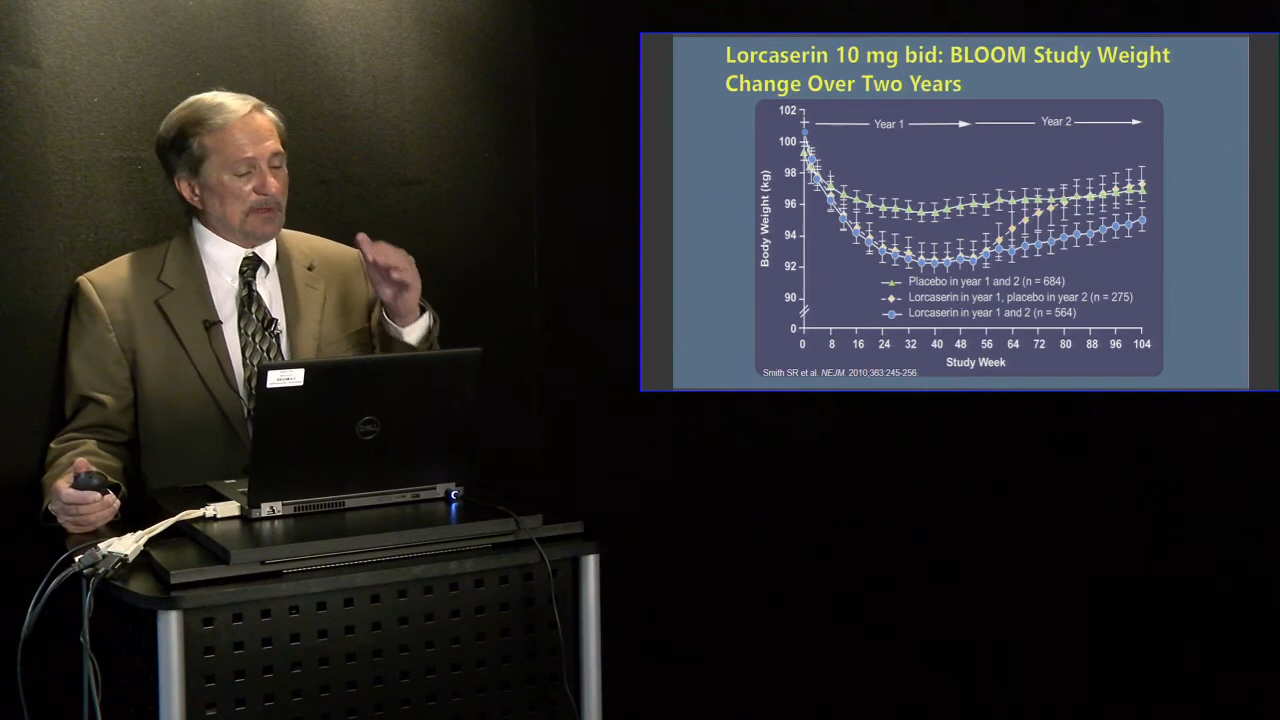 Lorcaserin 10 mg bid: BLOOM Study Weight
Change Over Two Years
102
100
98
96
94
92
90
0
Body Weight (kg)
Year 1
Year 2
Placebo in year 1 and 2 (n = 684)
Lorcaserin in year 1, placebo in year 2 (n = 275)
Lorcaserin in year 1 and 2 (n = 564)
0 8 16 24 32 40 48 56 64 72 80 88 96 104
Study Week
Smith SR et al. NEJM. 2010;363:245-256.
DELL